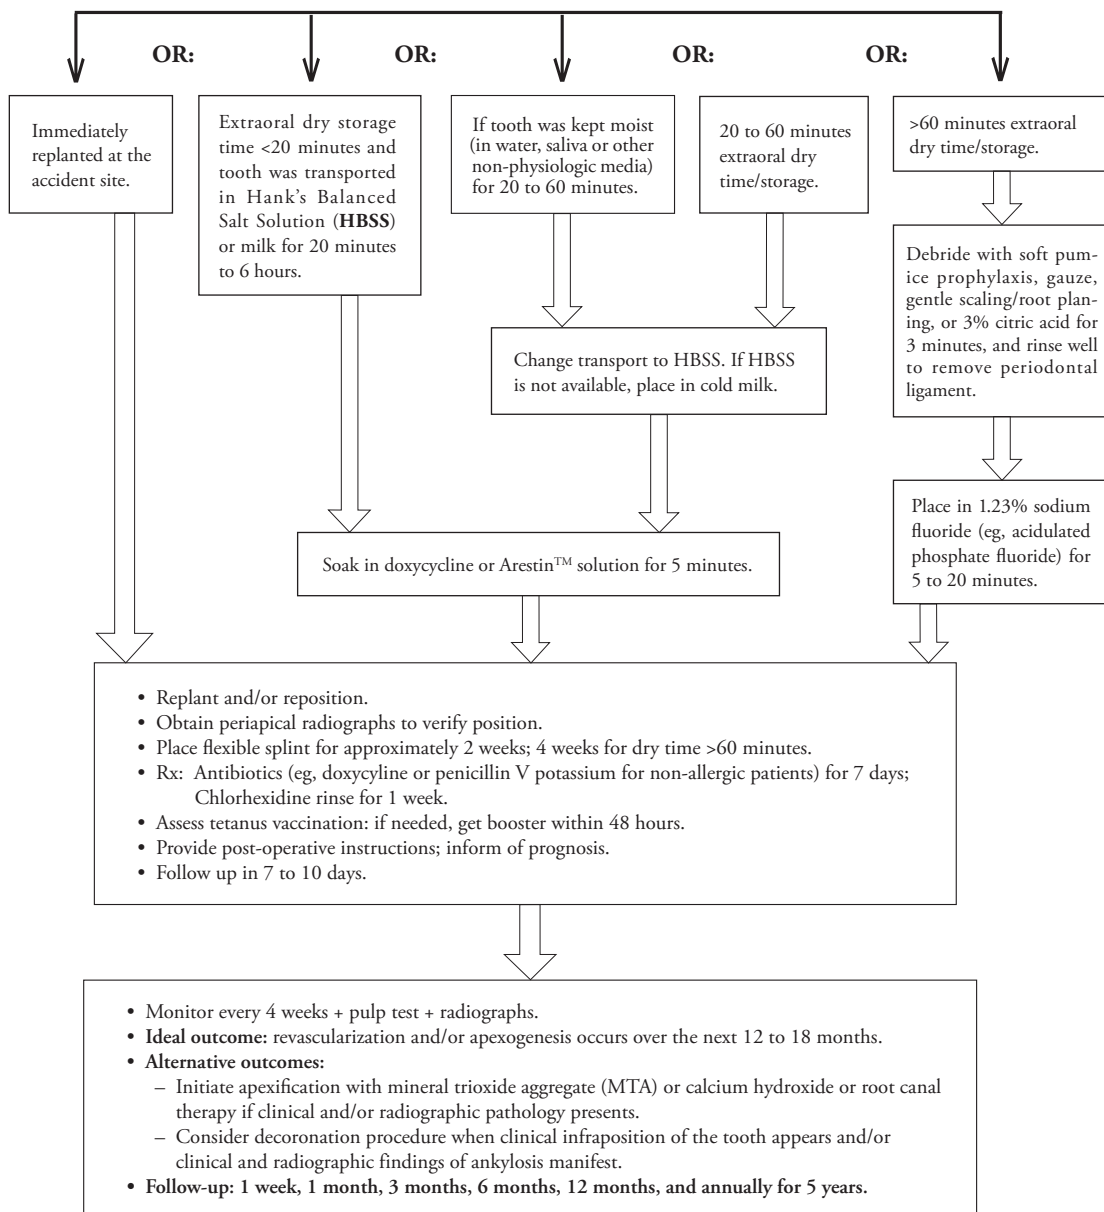 OR:
OR:
OR:
OR:
Immediately
replanted at the
accident site.
Extraoral dry storage
time <20 minutes and
tooth was transported
in Hank’s Balanced
Salt Solution (HBSS)
or milk for 20 minutes
to 6 hours.
If tooth was kept moist
(in water, saliva or other
non-physiologic media)
for 20 to 60 minutes.
20 to 60 minutes
extraoral dry
time/storage.
>60 minutes extraoral
dry time/storage.
Debride with soft pum-
ice prophylaxis, gauze,
gentle scaling/root plan-
ing, or 3% citric acid for
3 minutes, and rinse well
to remove periodontal
ligament.
Change transport to HBSS. If HBSS
is not available, place in cold milk.
Place in 1.23% sodium
fluoride (eg, acidulated
phosphate fluoride) for
5 to 20 minutes.
Soak in doxycycline or Arestin™ solution for 5 minutes.
• Replant and/or reposition.
• Obtain periapical radiographs to verify position.
• Place flexible splint for approximately 2 weeks; 4 weeks for dry time >60 minutes.
• Rx: Antibiotics (eg, doxycyline or penicillin V potassium for non-allergic patients) for 7 days;
Chlorhexidine rinse for 1 week.
• Assess tetanus vaccination: if needed, get booster within 48 hours.
• Provide post-operative instructions; inform of prognosis.
• Follow up in 7 to 10 days.
• Monitor every 4 weeks + pulp test + radiographs.
• Ideal outcome: revascularization and/or apexogenesis occurs over the next 12 to 18 months.
• Alternative outcomes:
– Initiate apexification with mineral trioxide aggregate (MTA) or calcium hydroxide or root canal
therapy if clinical and/or radiographic pathology presents.
– Consider decoronation procedure when clinical infraposition of the tooth appears and/or
clinical and radiographic findings of ankylosis manifest.
• Follow-up: 1 week, 1 month, 3 months, 6 months, 12 months, and annually for 5 years.